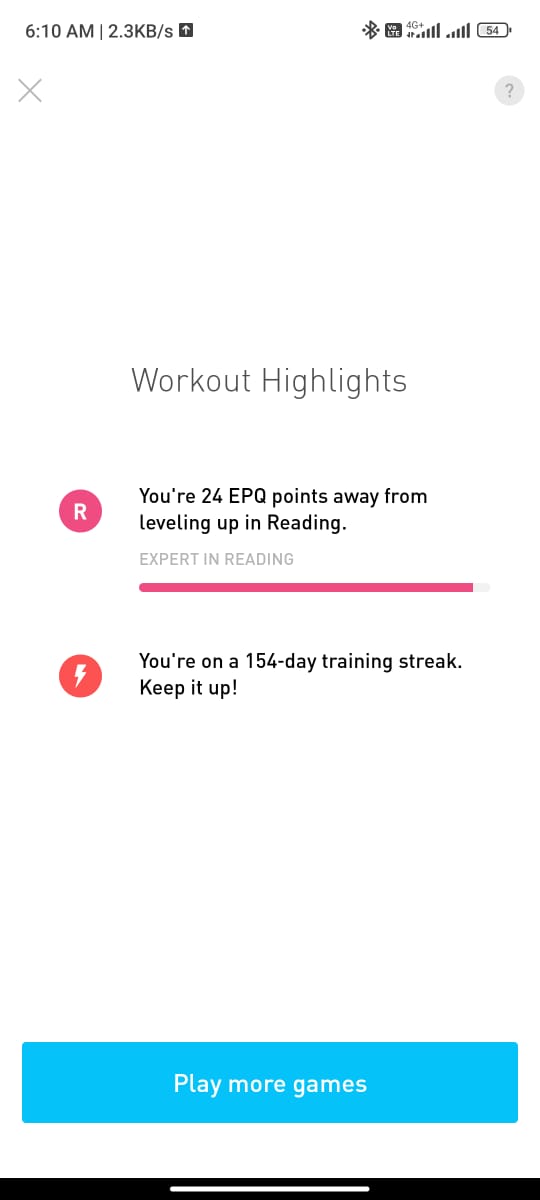 6:10 AM | 2.3KB/s
Vo LTE 4G+ 54
?
Workout Highlights
R
You're 24 EPQ points away from
leveling up in Reading.
EXPERT IN READING
You're on a 154-day training streak.
Keep it up!
Play more games